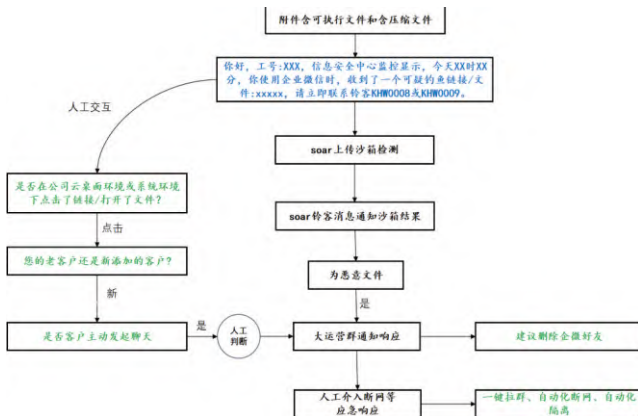 附件含可执行文件和含压缩文件
你好，工号:XXX，信息安全中心监控显示，今天XX时XX
分，你使用企业微信时，收到了一个可疑钓鱼链接/文
件:xxxxx，请立即联系铃客KHW0008或KHW0009。
人工交互
soar上传沙箱检测
是否在公司云桌面环境或系统环境
下点击了链接/打开了文件？
soar铃客消息通知沙箱结果
点击
您的老客户还是新添加的客户？
为恶意文件
新
是
是否客户主动发起聊天
是
人工
判断
大运营群通知响应
建议删除企微好友
人工介入断网等
应急响应
一键拉群、自动化断网、自动化
隔离